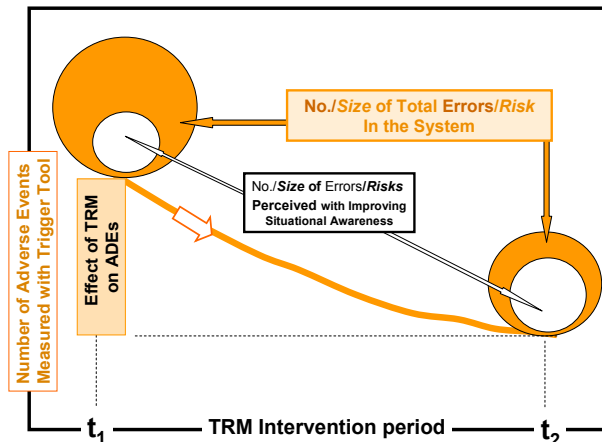 No./Size of Total Errors/Risk
In the System
No./Size of Errors/Risks
Perceived with Improving
Situational Awareness
Number of Adverse Events
Measured with Trigger Tool
Effect of TRM
on ADEs
t1
TRM Intervention period
t2